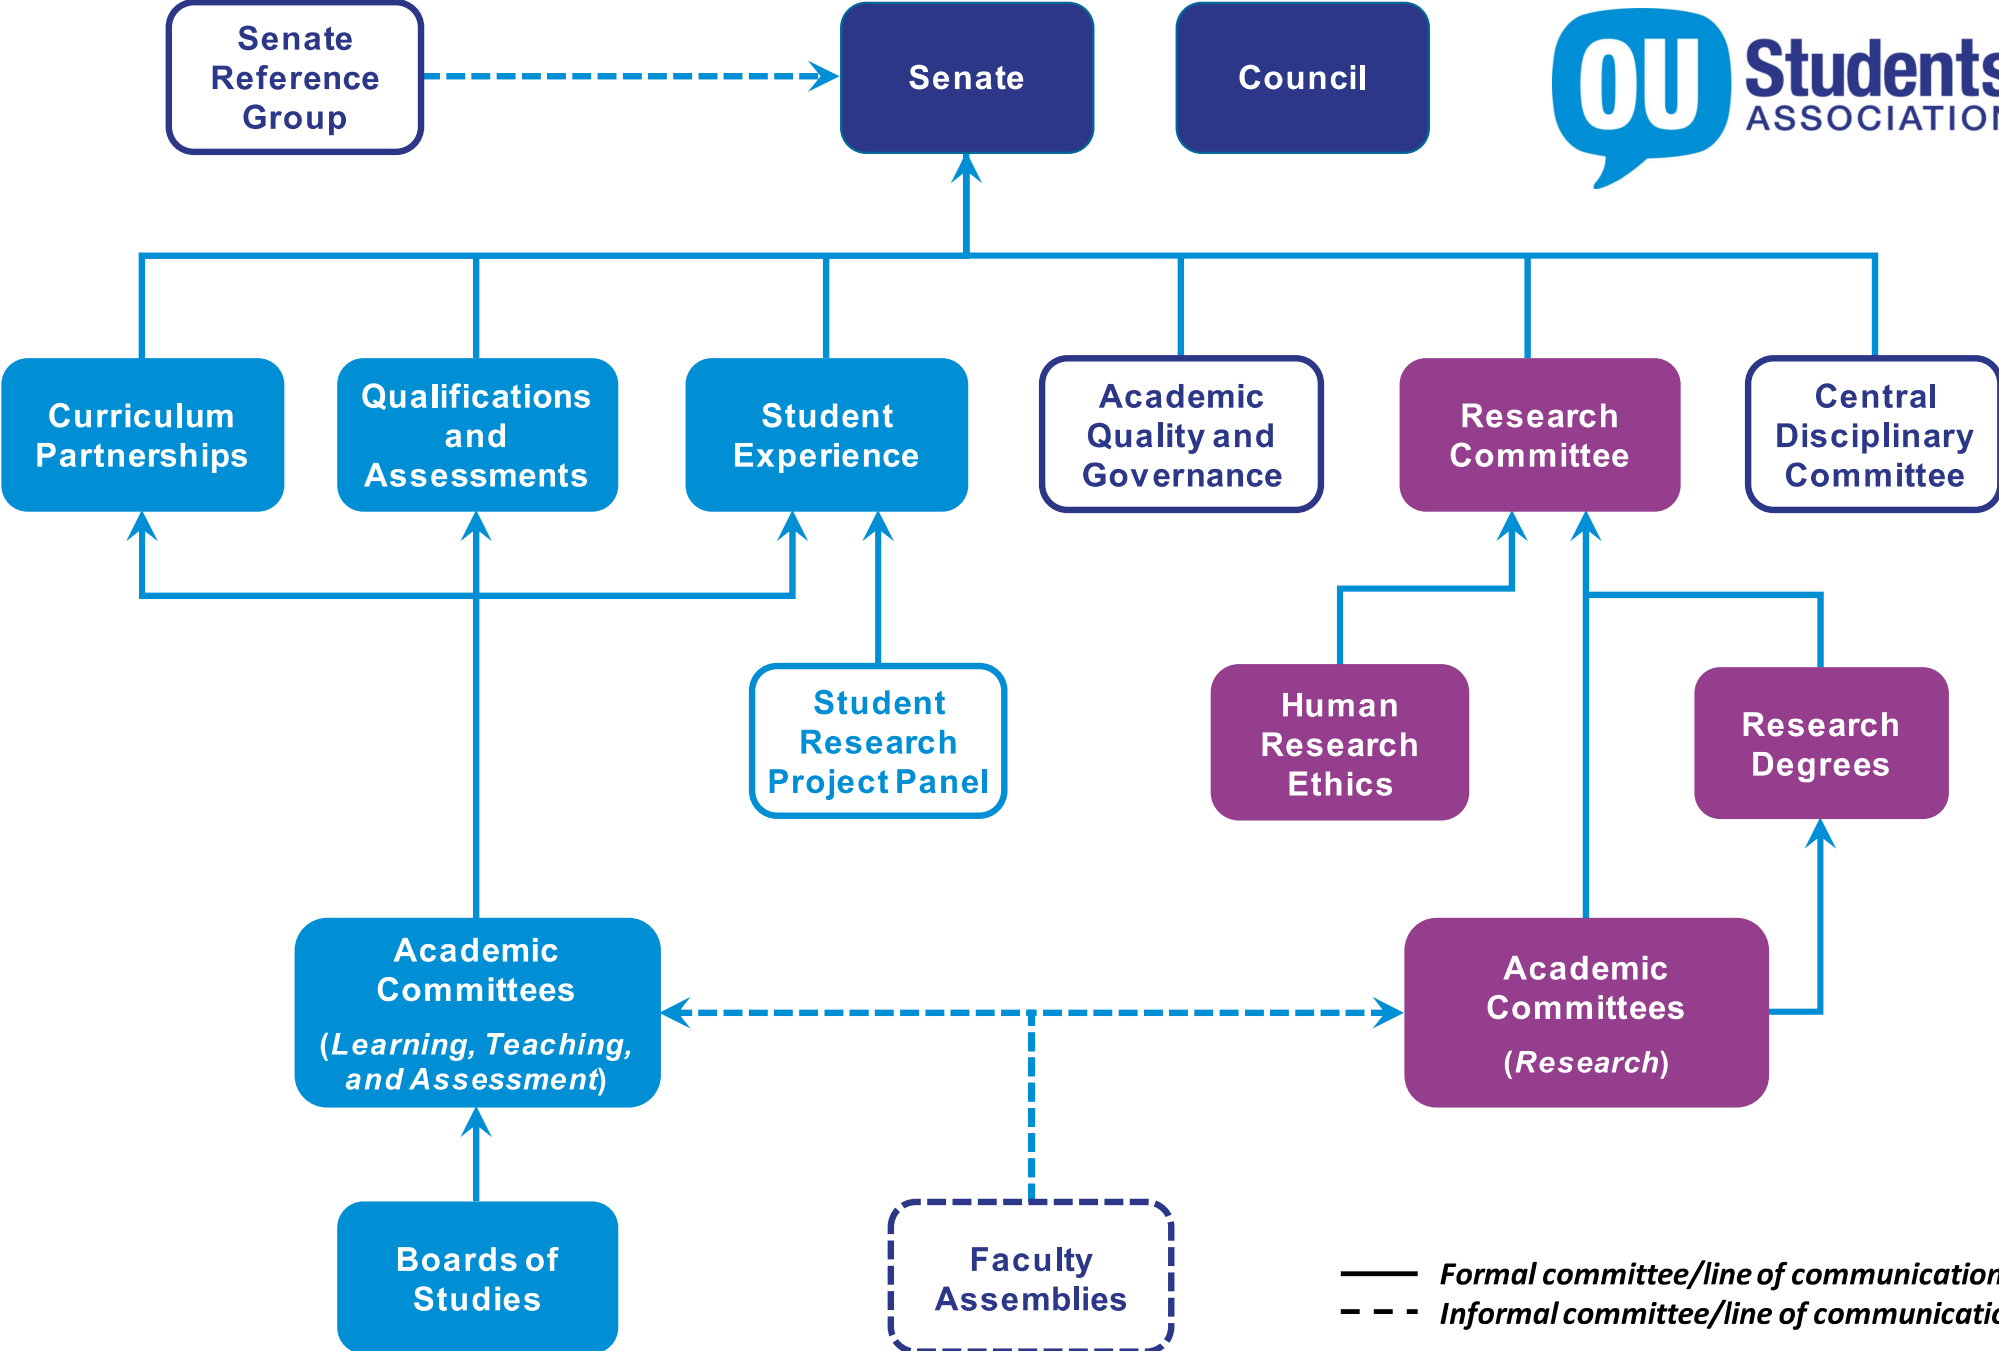 Senate
Reference
Group
Senate
Council
OU
Students
ASSOCIATION
Curriculum
Partnerships
Qualifications
and
Assessments
Student
Experience
Academic
Quality and
Governance
Research
Committee
Central
Disciplinary
Committee
Student
Research
Project Panel
Human
Research
Ethics
Research
Degrees
Academic
Committees
(Learning, Teaching,
and Assessment)
Academic
Committees
(Research)
Boards of
Studies
Faculty
Assemblies
Formal committee/line of communication
Informal committee/line of communicatio